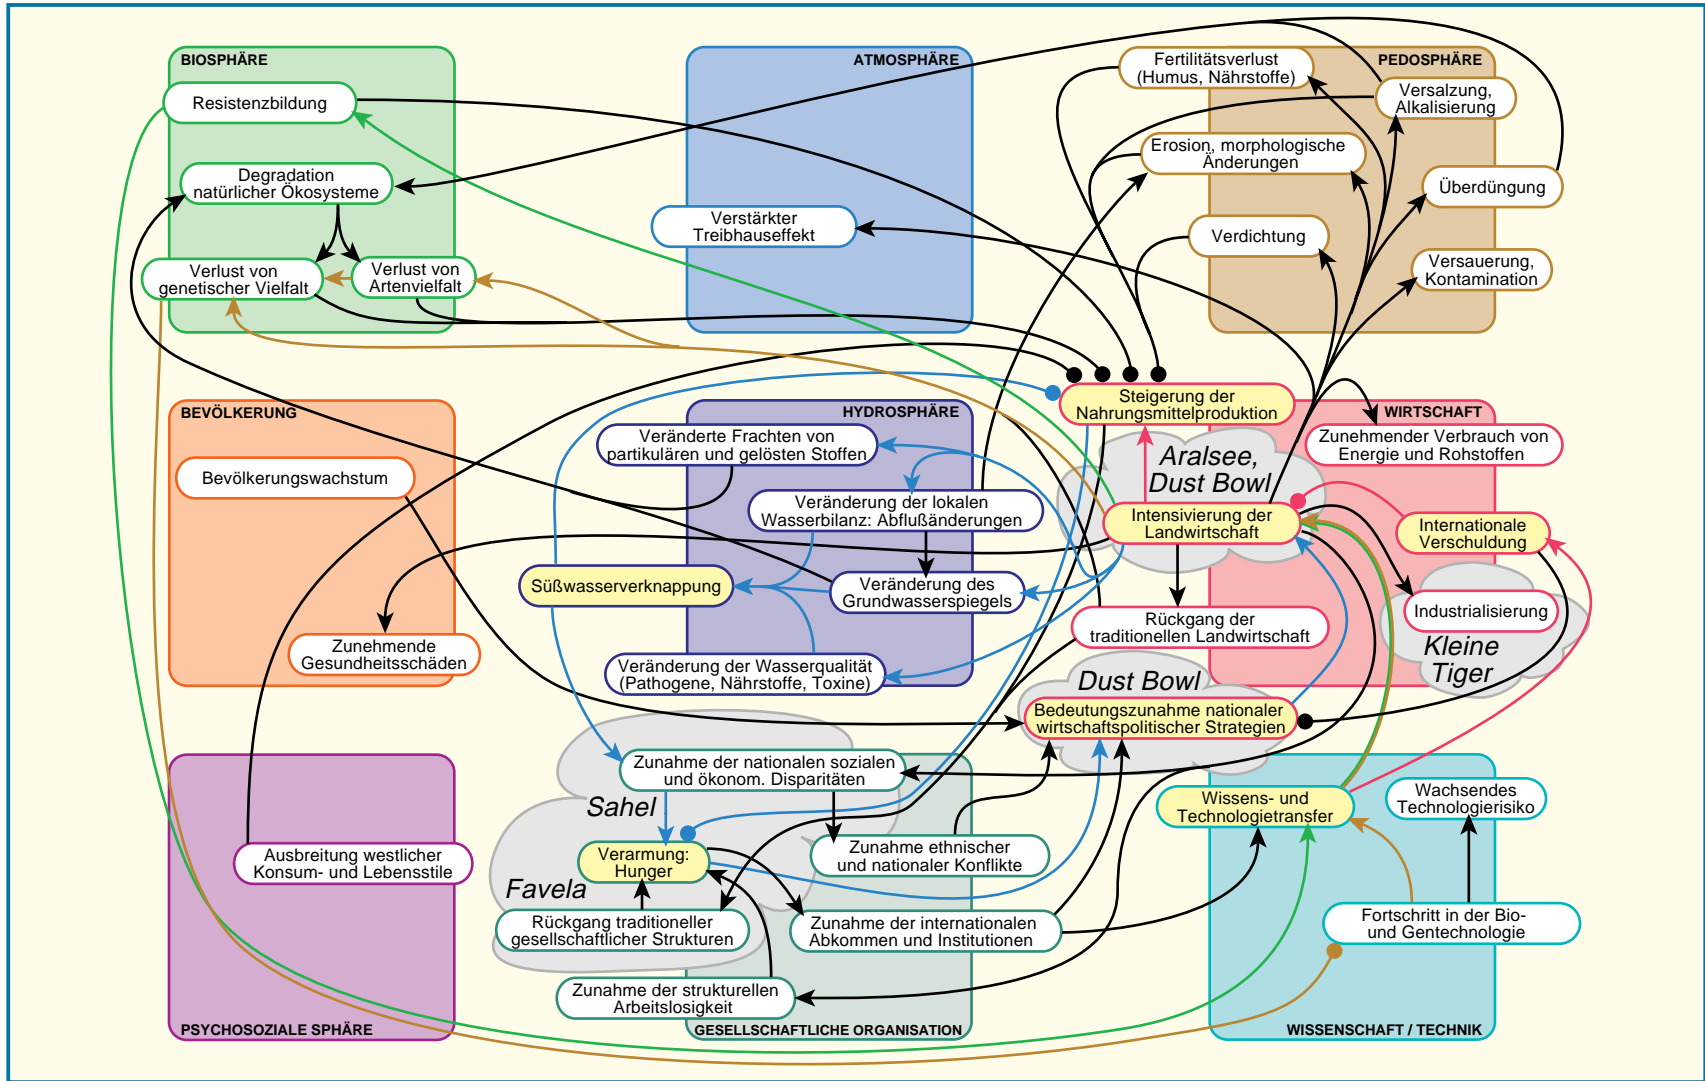 BIOSPHÄRE
Resistenzbildung
Degradation
natürlicher Ökosysteme
Verlust von
genetischer Vielfalt
Verlust von
Artenvielfalt
ATMOSPHÄRE
Verstärkter
Treibhauseffekt
PEDOSPHÄRE
Fertilitätsverlust
(Humus, Nährstoffe)
Versalzung,
Alkalisierung
Erosion, morphologische
Änderungen
Überdüngung
Verdichtung
Versauerung,
Kontamination
BEVÖLKERUNG
Bevölkerungswachstum
Zunehmende
Gesundheitsschäden
HYDROSPHÄRE
Veränderte Frachten von
partikulären und gelösten Stoffen
Veränderung der lokalen
Wasserbilanz: Abflußänderungen
Süßwasserverknappung
Veränderung des
Grundwasserspiegels
Veränderung der Wasserqualität
(Pathogene, Nährstoffe, Toxine)
WIRTSCHAFT
Steigerung der
Nahrungsmittelproduktion
Zunehmender Verbrauch von
Energie und Rohstoffen
Aralsee,
Dust Bowl
Intensivierung der
Landwirtschaft
Internationale
Verschuldung
Industrialisierung
Kleine
Tiger
Rückgang der
traditionellen Landwirtschaft
Dust Bowl
Bedeutungszunahme nationaler
wirtschaftspolitischer Strategien
PSYCHOSOZIALE SPHÄRE
Ausbreitung westlicher
Konsum- und Lebensstile
GESELLSCHAFTLICHE ORGANISATION
Zunahme der nationalen sozialen
und ökonom. Disparitäten
Sahel
Verarmung:
Hunger
Zunahme ethnischer
und nationaler Konflikte
Favela
Rückgang traditioneller
gesellschaftlicher Strukturen
Zunahme der internationalen
Abkommen und Institutionen
Zunahme der strukturellen
Arbeitslosigkeit
WISSENSCHAFT / TECHNIK
Wissens- und
Technologietransfer
Wachsendes
Technologierisiko
Fortschritt in der Bio-
und Gentechnologie